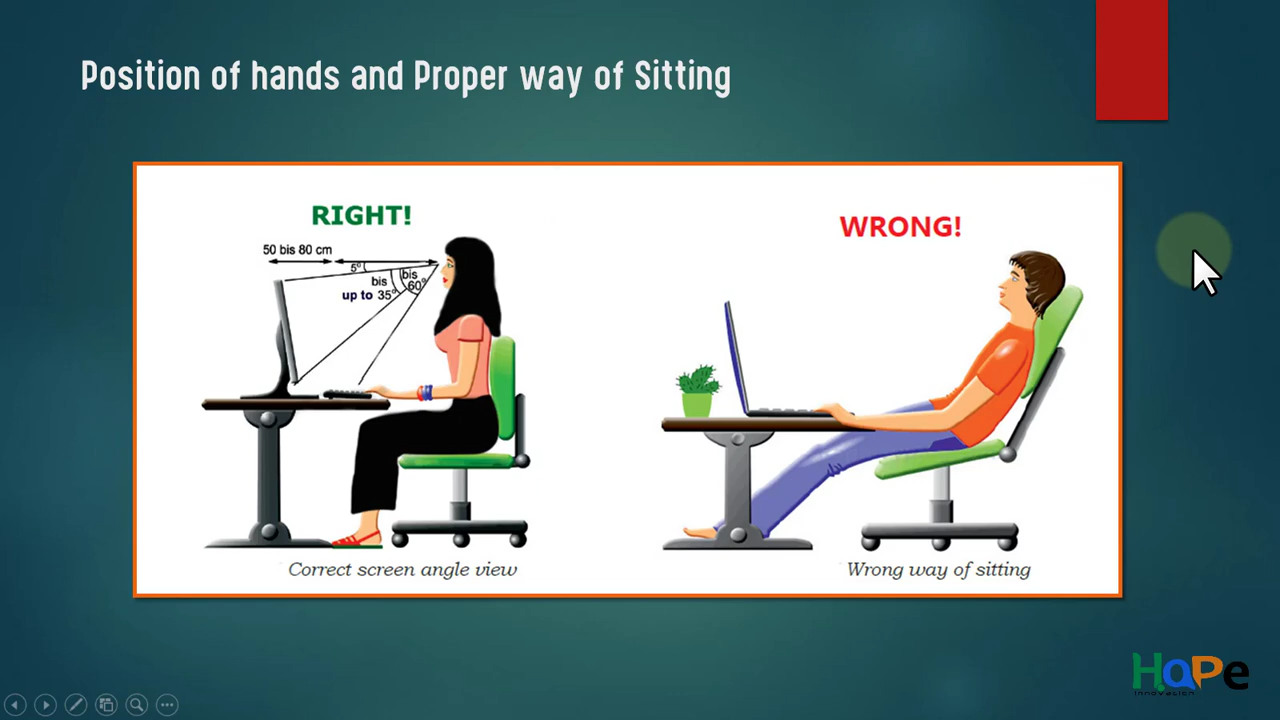 Position of hands and Proper way of Sitting
RIGHT!
WRONG!
50 bis 80 cm
5°
bis
bis
60°
up to 35°
Correct screen angle view
Wrong way of sitting
HOPe
Innovation